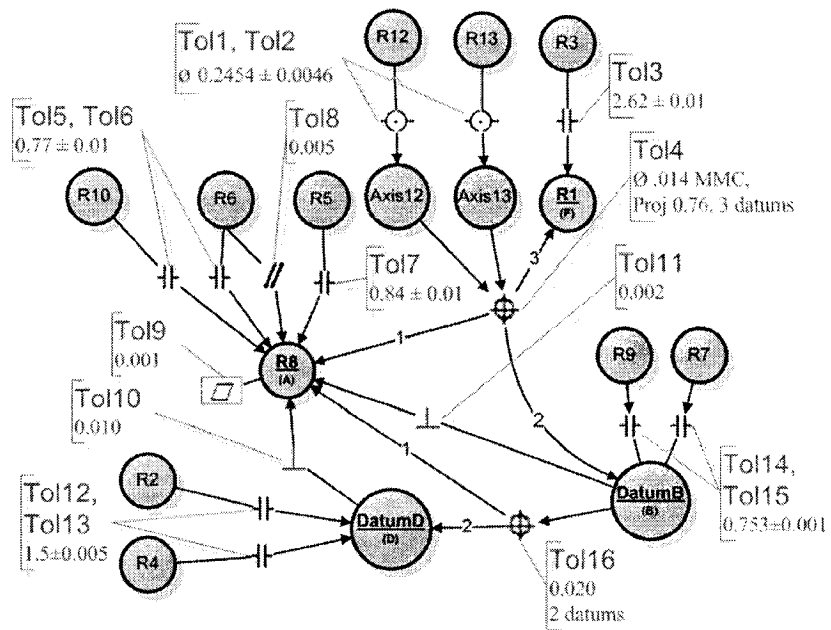 Tol1, Tol2
ø 0.2454 ± 0.0046
R12
R13
R3
Tol3
2.62 ± 0.01
Tol5, Tol6
0.77 ± 0.01
Tol8
0.005
Tol4
Ø .014 MMC,
Proj 0.76, 3 datums
R10
R6
R5
Axis12
Axis13
R1
(F)
3
Tol7
0.84 ± 0.01
Tol11
0.002
1
Tol9
0.001
R8
(A)
R9
R7
Tol10
0.010
2
1
R2
Tol12,
Tol13
1.5±0.005
R4
DatumD
(D)
2
DatumB
(B)
Tol14,
Tol15
0.753±0.001
Tol16
0.020
2 datums